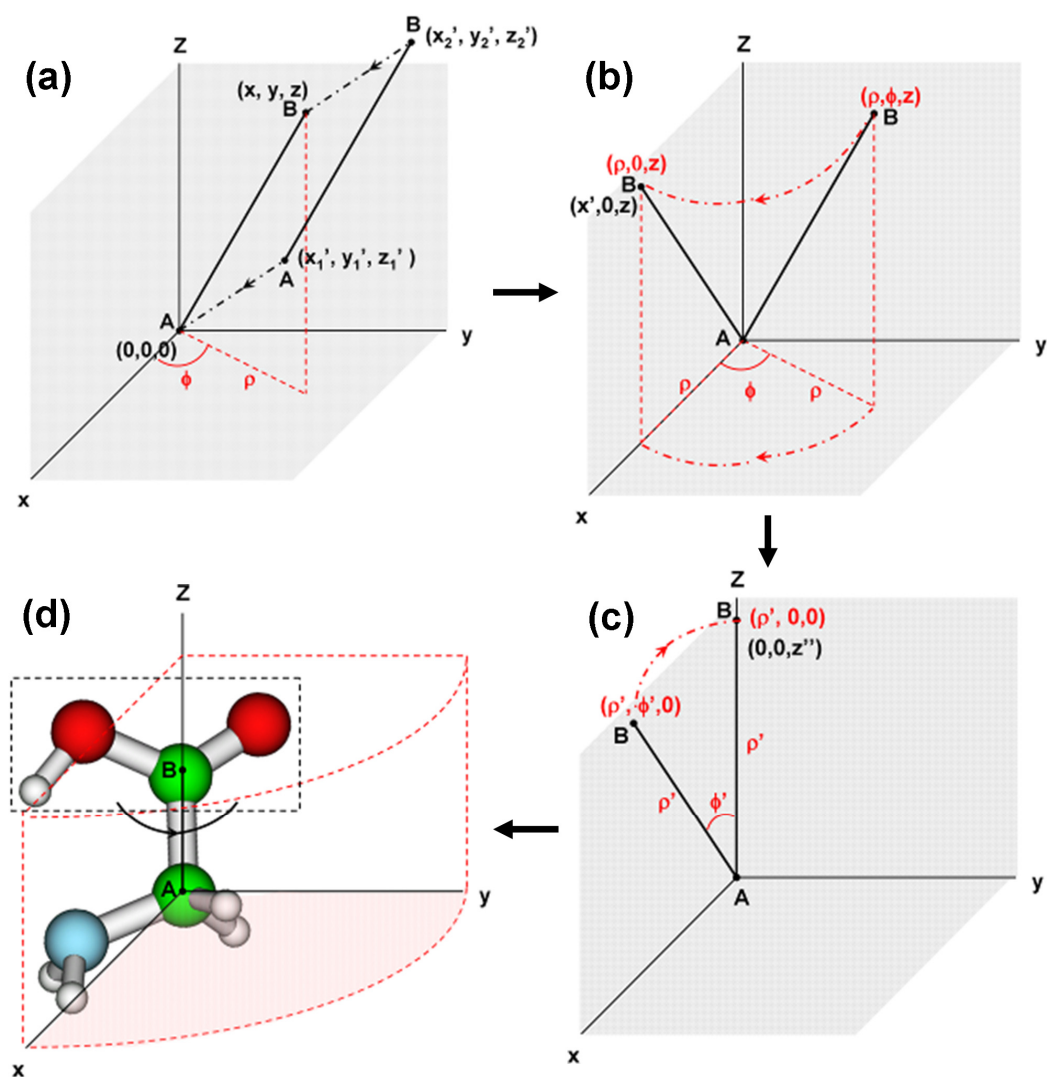 (a)
Z
B (x₂', y₂', z₂')
(x, y, z)
B
A (x₁', y₁', z₁')
A
(0,0,0)
y
ϕ ρ
x
(b)
Z
(ρ,ϕ,z)
B
(ρ,0,z)
B
(x',0,z)
A
y
ρ ϕ ρ
x
(c)
Z
B (ρ', 0,0)
(0,0,z'')
(ρ', ϕ',0)
B
ρ'
ρ' ϕ'
A
y
x
(d)
Z
B
A
y
x